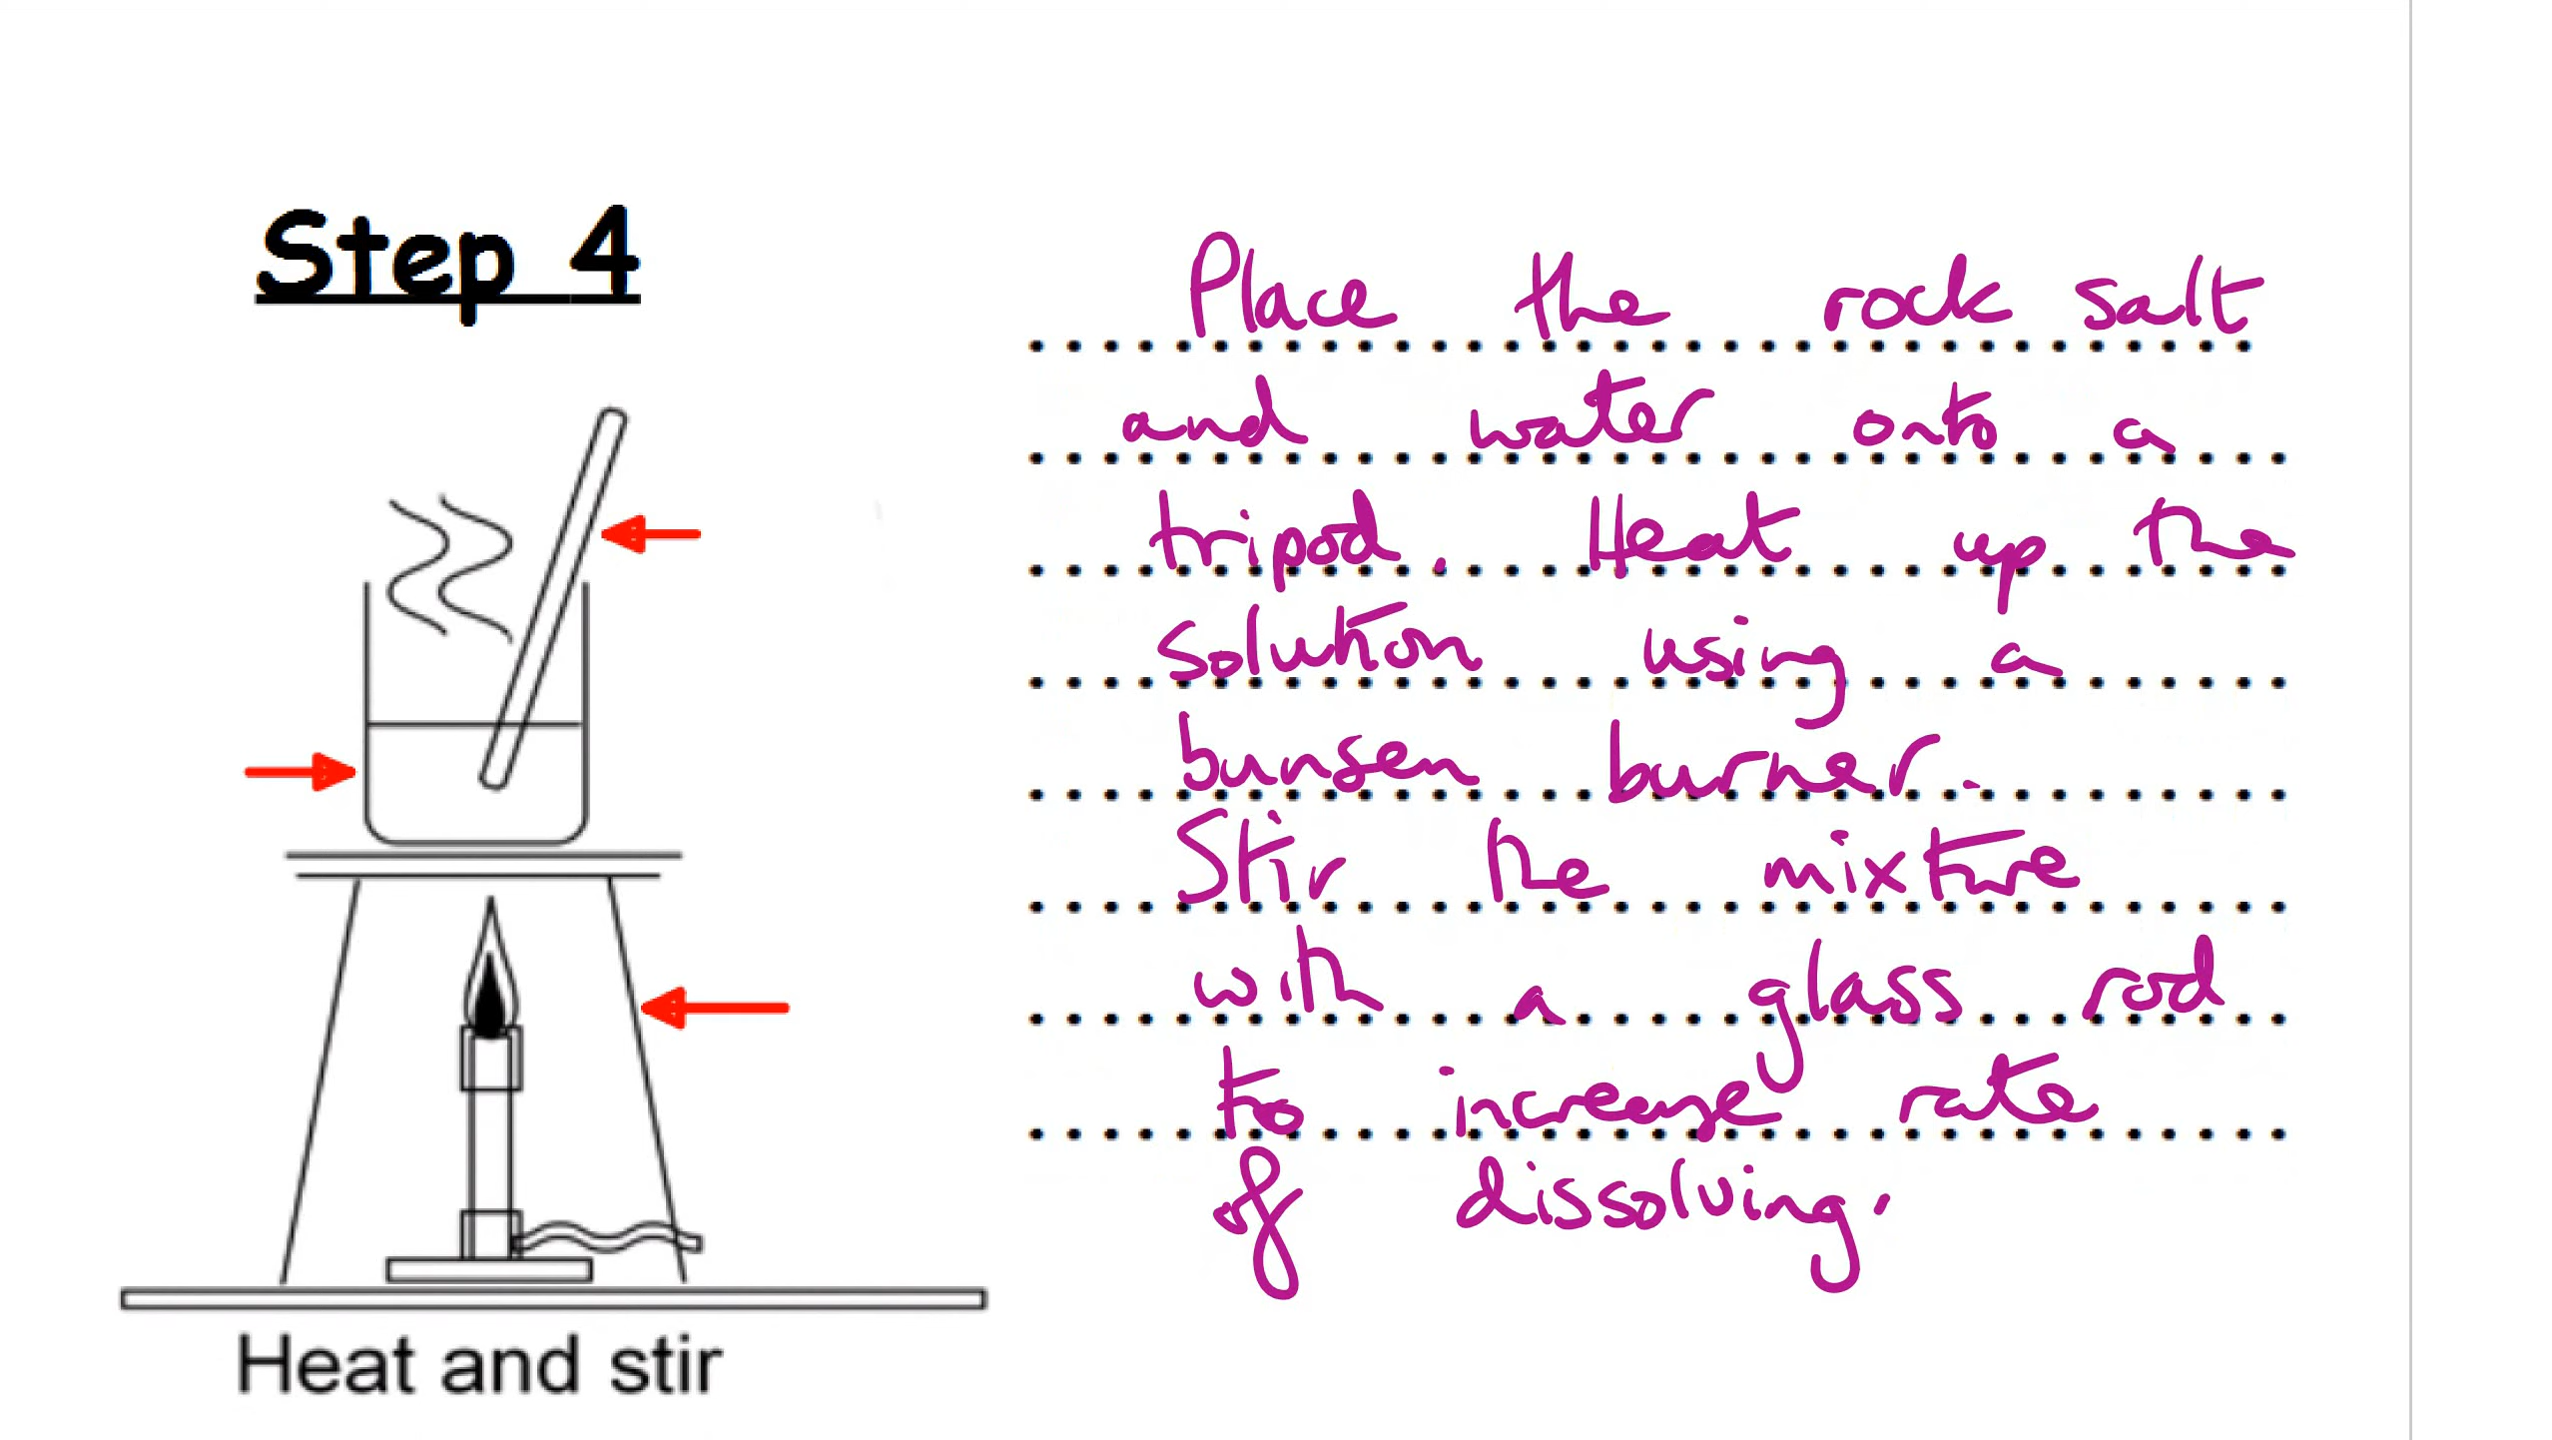 Step 4
Place the rock salt
and water onto a
tripod. Heat up the
solution using a
bunsen burner.
Stir the mixture
with a glass rod
to increase rate
of dissolving.
Heat and stir